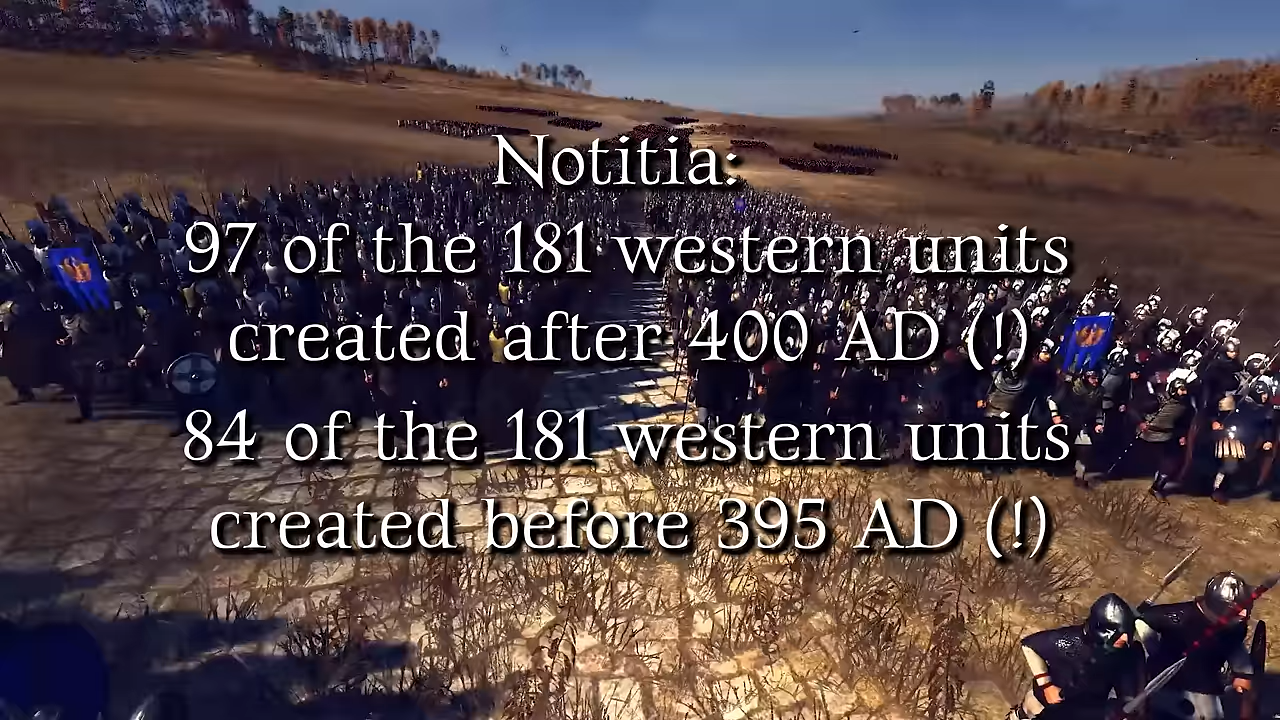 Notitia:
97 of the 181 western units
created after 400 AD (!)
84 of the 181 western units
created before 395 AD (!)